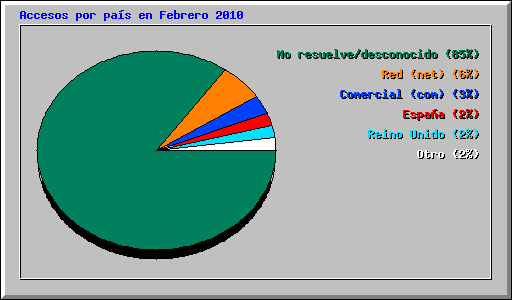 Accesos por país en Febrero 2010
No resuelve/desconocido (85%)
Red (net) (6%)
Comercial (com) (3%)
España (2%)
Reino Unido (2%)
Otro (2%)